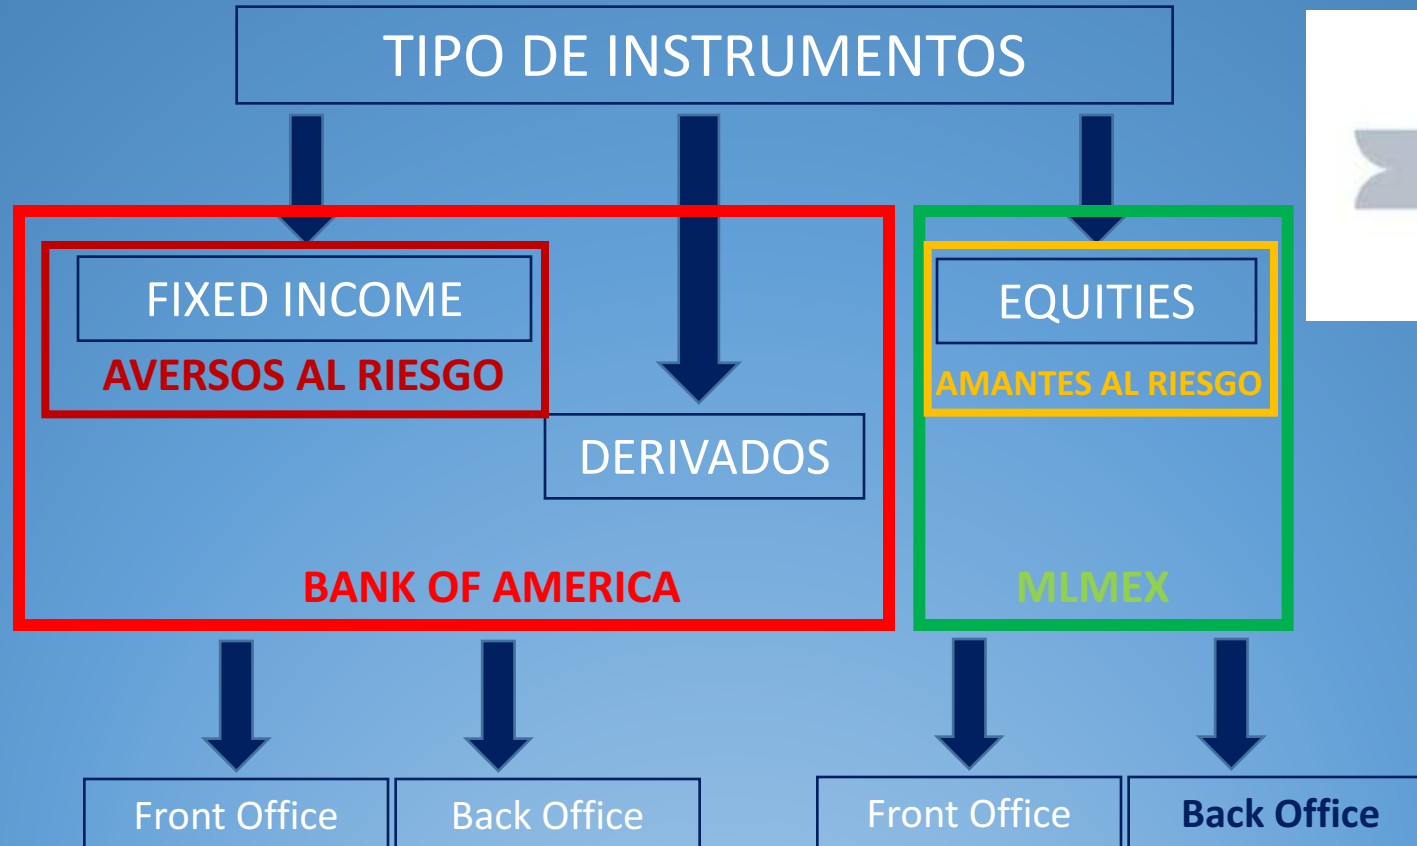 TIPO DE INSTRUMENTOS
FIXED INCOME
AVERSOS AL RIESGO
EQUITIES
AMANTES AL RIESGO
DERIVADOS
BANK OF AMERICA
MLMEX
Front Office
Back Office
Front Office
Back Office